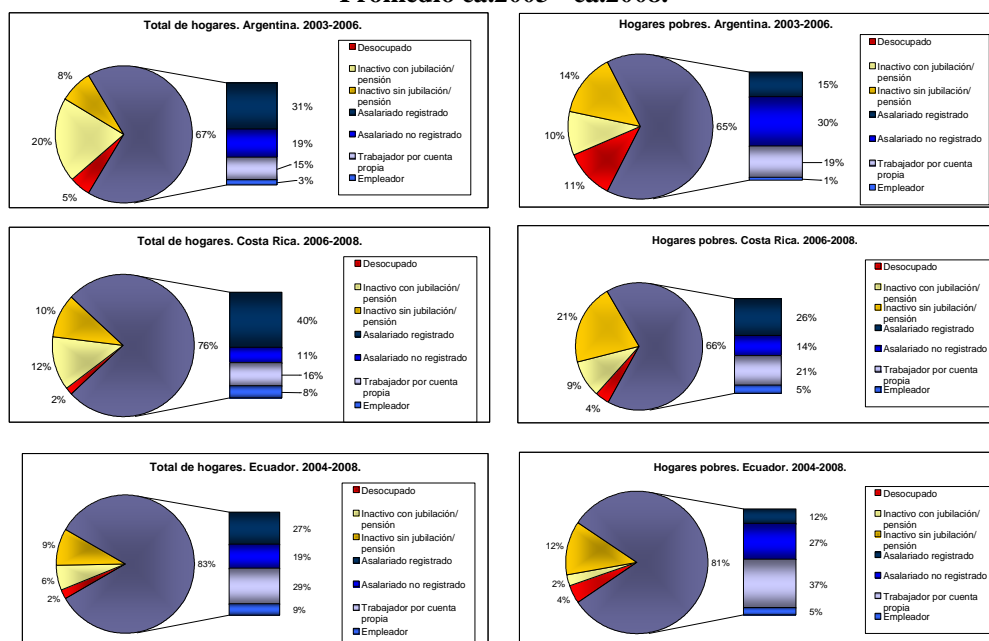 Promedio ca.2003 - ca.2008.
Total de hogares. Argentina. 2003-2006.
8%
20%
5%
67%
31%
19%
15%
3%
Desocupado
Inactivo con jubilación/
pensión
Inactivo sin jubilación/
pensión
Asalariado registrado
Asalariado no registrado
Trabajador por cuenta
propia
Empleador
Hogares pobres. Argentina. 2003-2006.
14%
10%
11%
65%
15%
30%
19%
1%
Desocupado
Inactivo con jubilación/
pensión
Inactivo sin jubilación/
pensión
Asalariado registrado
Asalariado no registrado
Trabajador por cuenta
propia
Empleador
Total de hogares. Costa Rica. 2006-2008.
10%
12%
2%
76%
40%
11%
16%
8%
Desocupado
Inactivo con jubilación/
pensión
Inactivo sin jubilación/
pensión
Asalariado registrado
Asalariado no registrado
Trabajador por cuenta
propia
Empleador
Hogares pobres. Costa Rica. 2006-2008.
21%
9%
4%
66%
26%
14%
21%
5%
Desocupado
Inactivo con jubilación/
pensión
Inactivo sin jubilación/
pensión
Asalariado registrado
Asalariado no registrado
Trabajador por cuenta
propia
Empleador
Total de hogares. Ecuador. 2004-2008.
9%
6%
2%
83%
27%
19%
29%
9%
Desocupado
Inactivo con jubilación/
pensión
Inactivo sin jubilación/
pensión
Asalariado registrado
Asalariado no registrado
Trabajador por cuenta
propia
Empleador
Hogares pobres. Ecuador. 2004-2008.
12%
2%
4%
81%
12%
27%
37%
5%
Desocupado
Inactivo con jubilación/
pensión
Inactivo sin jubilación/
pensión
Asalariado registrado
Asalariado no registrado
Trabajador por cuenta
propia
Empleador